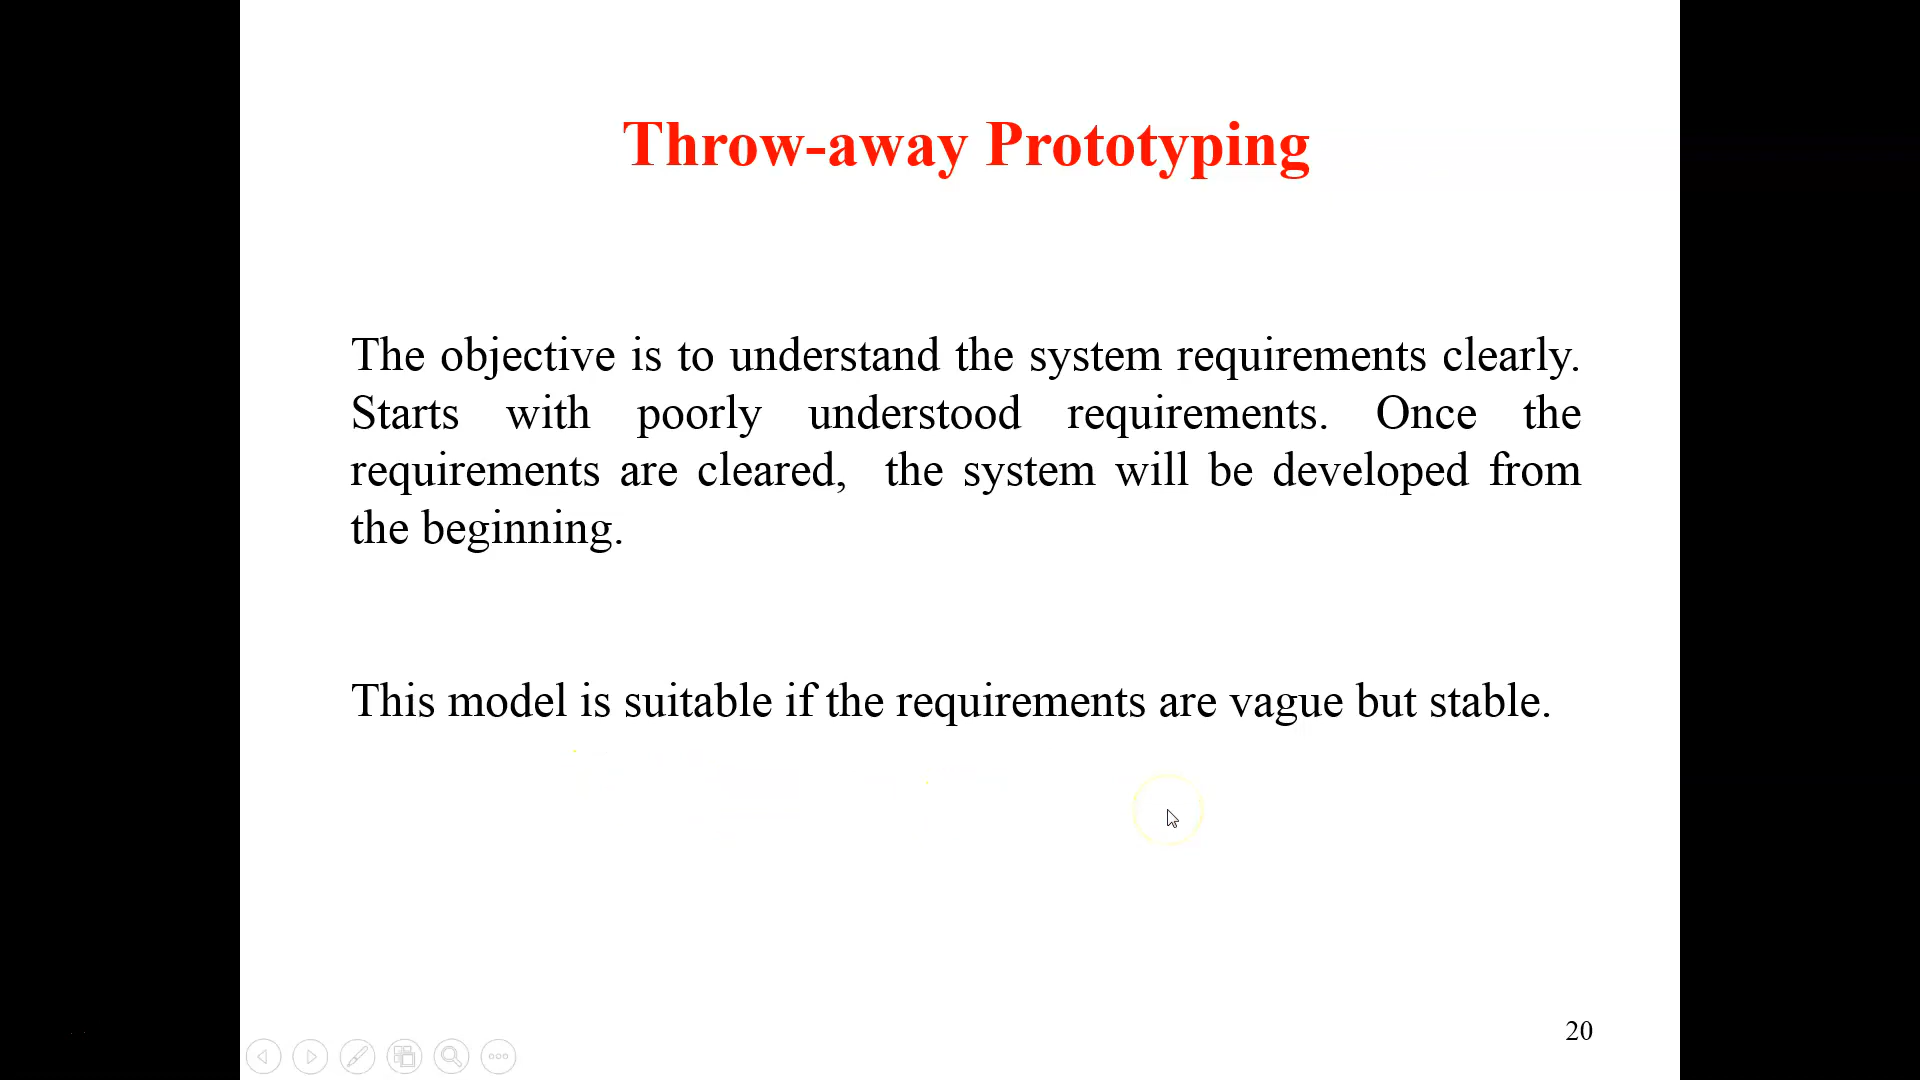 Throw-away Prototyping
The objective is to understand the system requirements clearly.
Starts with poorly understood requirements. Once the
requirements are cleared, the system will be developed from
the beginning.
This model is suitable if the requirements are vague but stable.
20